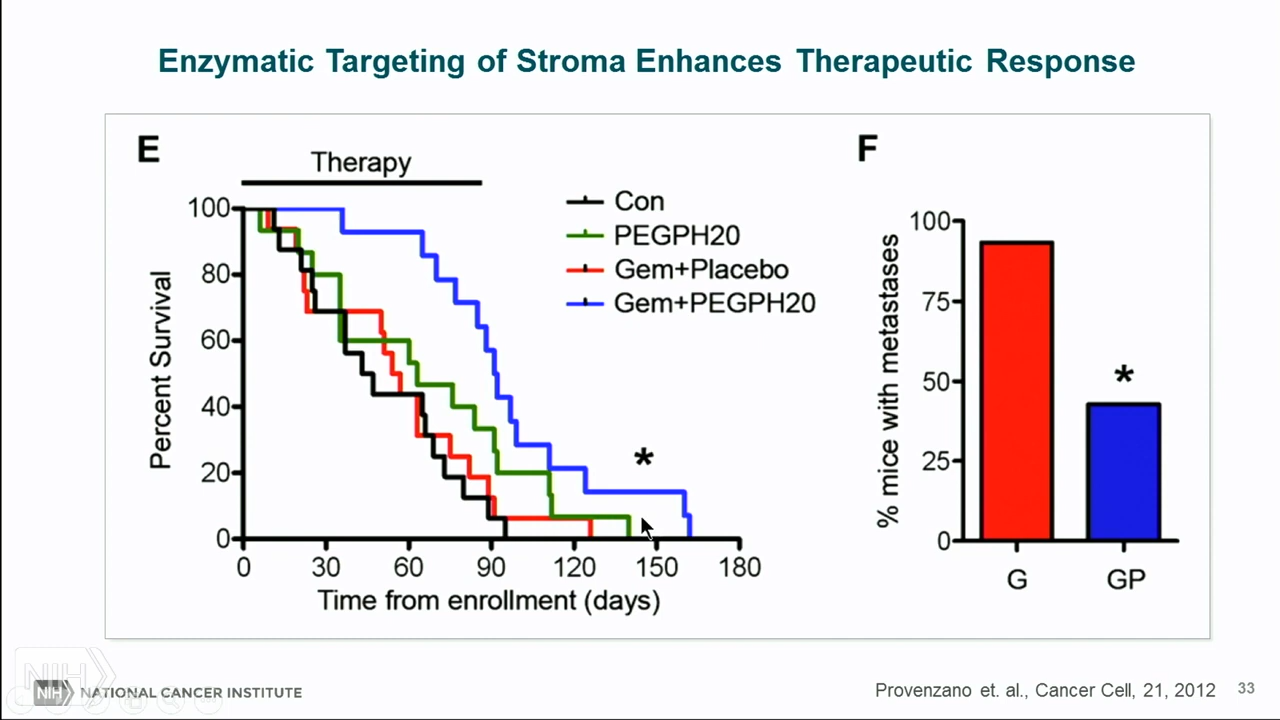 Enzymatic Targeting of Stroma Enhances Therapeutic Response
E
Therapy
Con
PEGPH20
Gem+Placebo
Gem+PEGPH20
*
100
80
60
40
20
0
Percent Survival
0 30 60 90 120 150 180
Time from enrollment (days)
F
100
75
50
25
0
% mice with metastases
*
G GP
NIH
NIH NATIONAL CANCER INSTITUTE
Provenzano et. al., Cancer Cell, 21, 2012 33